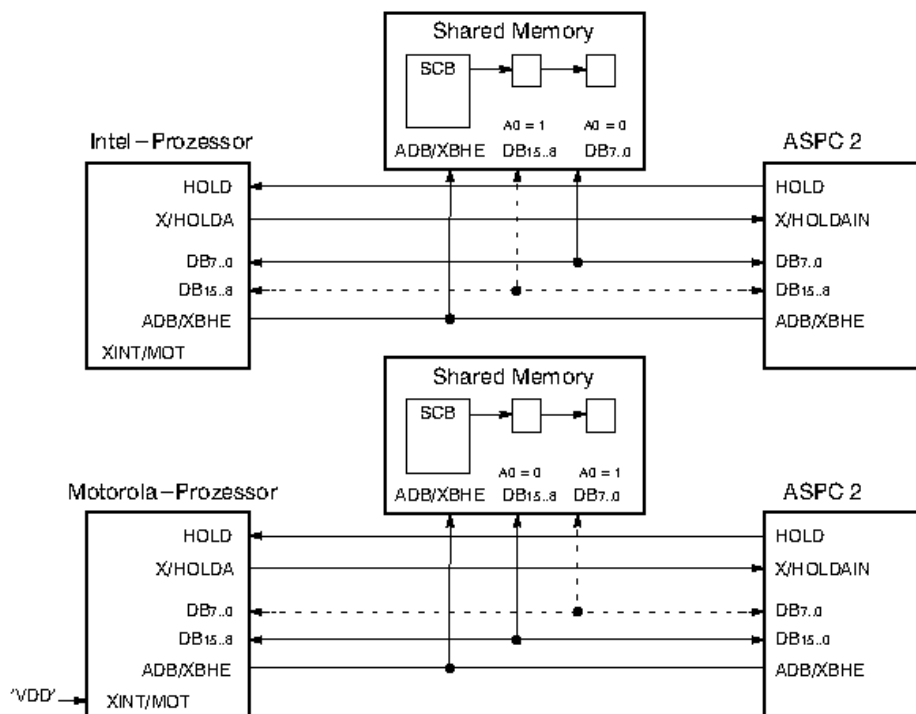 Shared Memory
SCB
A0 = 1 A0 = 0
ADB/XBHE DB15..8 DB7..0
Intel-Prozessor
HOLD
X/HOLDA
DB7..0
DB15..8
ADB/XBHE
XINT/MOT
ASPC 2
HOLD
X/HOLDAIN
DB7..0
DB15..8
ADB/XBHE
Shared Memory
SCB
A0 = 0 A0 = 1
ADB/XBHE DB15..8 DB7..0
Motorola-Prozessor
HOLD
X/HOLDA
DB7..0
DB15..8
ADB/XBHE
'VDD' XINT/MOT
ASPC 2
HOLD
X/HOLDAIN
DB7..0
DB15..0
ADB/XBHE